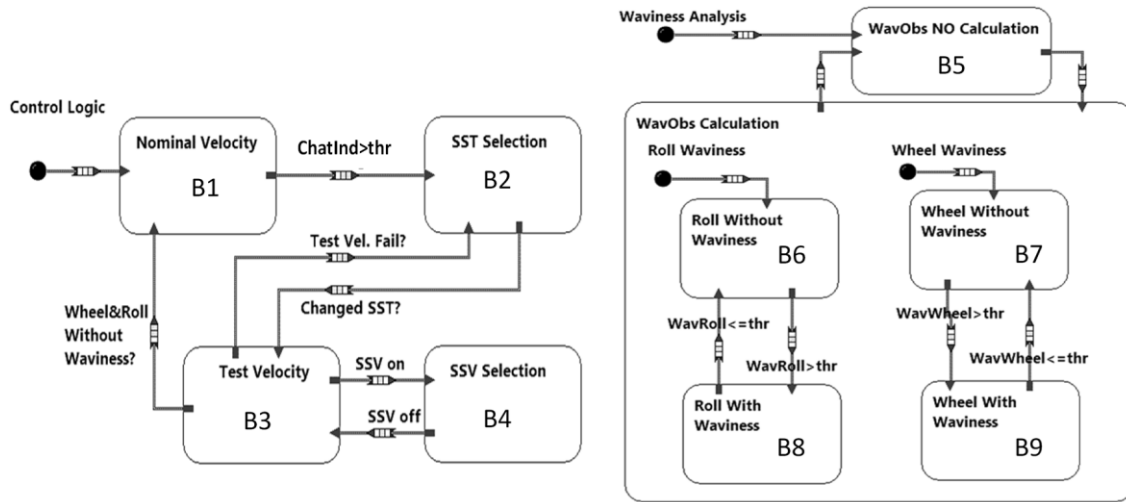 Control Logic
Nominal Velocity
B1
ChatInd>thr
SST Selection
B2
Test Vel. Fail?
Changed SST?
Wheel&Roll
Without
Waviness?
Test Velocity
B3
SSV on
SSV off
SSV Selection
B4
Waviness Analysis
WavObs NO Calculation
B5
WavObs Calculation
Roll Waviness
Roll Without
Waviness
B6
WavRoll<=thr
WavRoll>thr
Roll With
Waviness
B8
Wheel Waviness
Wheel Without
Waviness
B7
WavWheel>thr
WavWheel<=thr
Wheel With
Waviness
B9